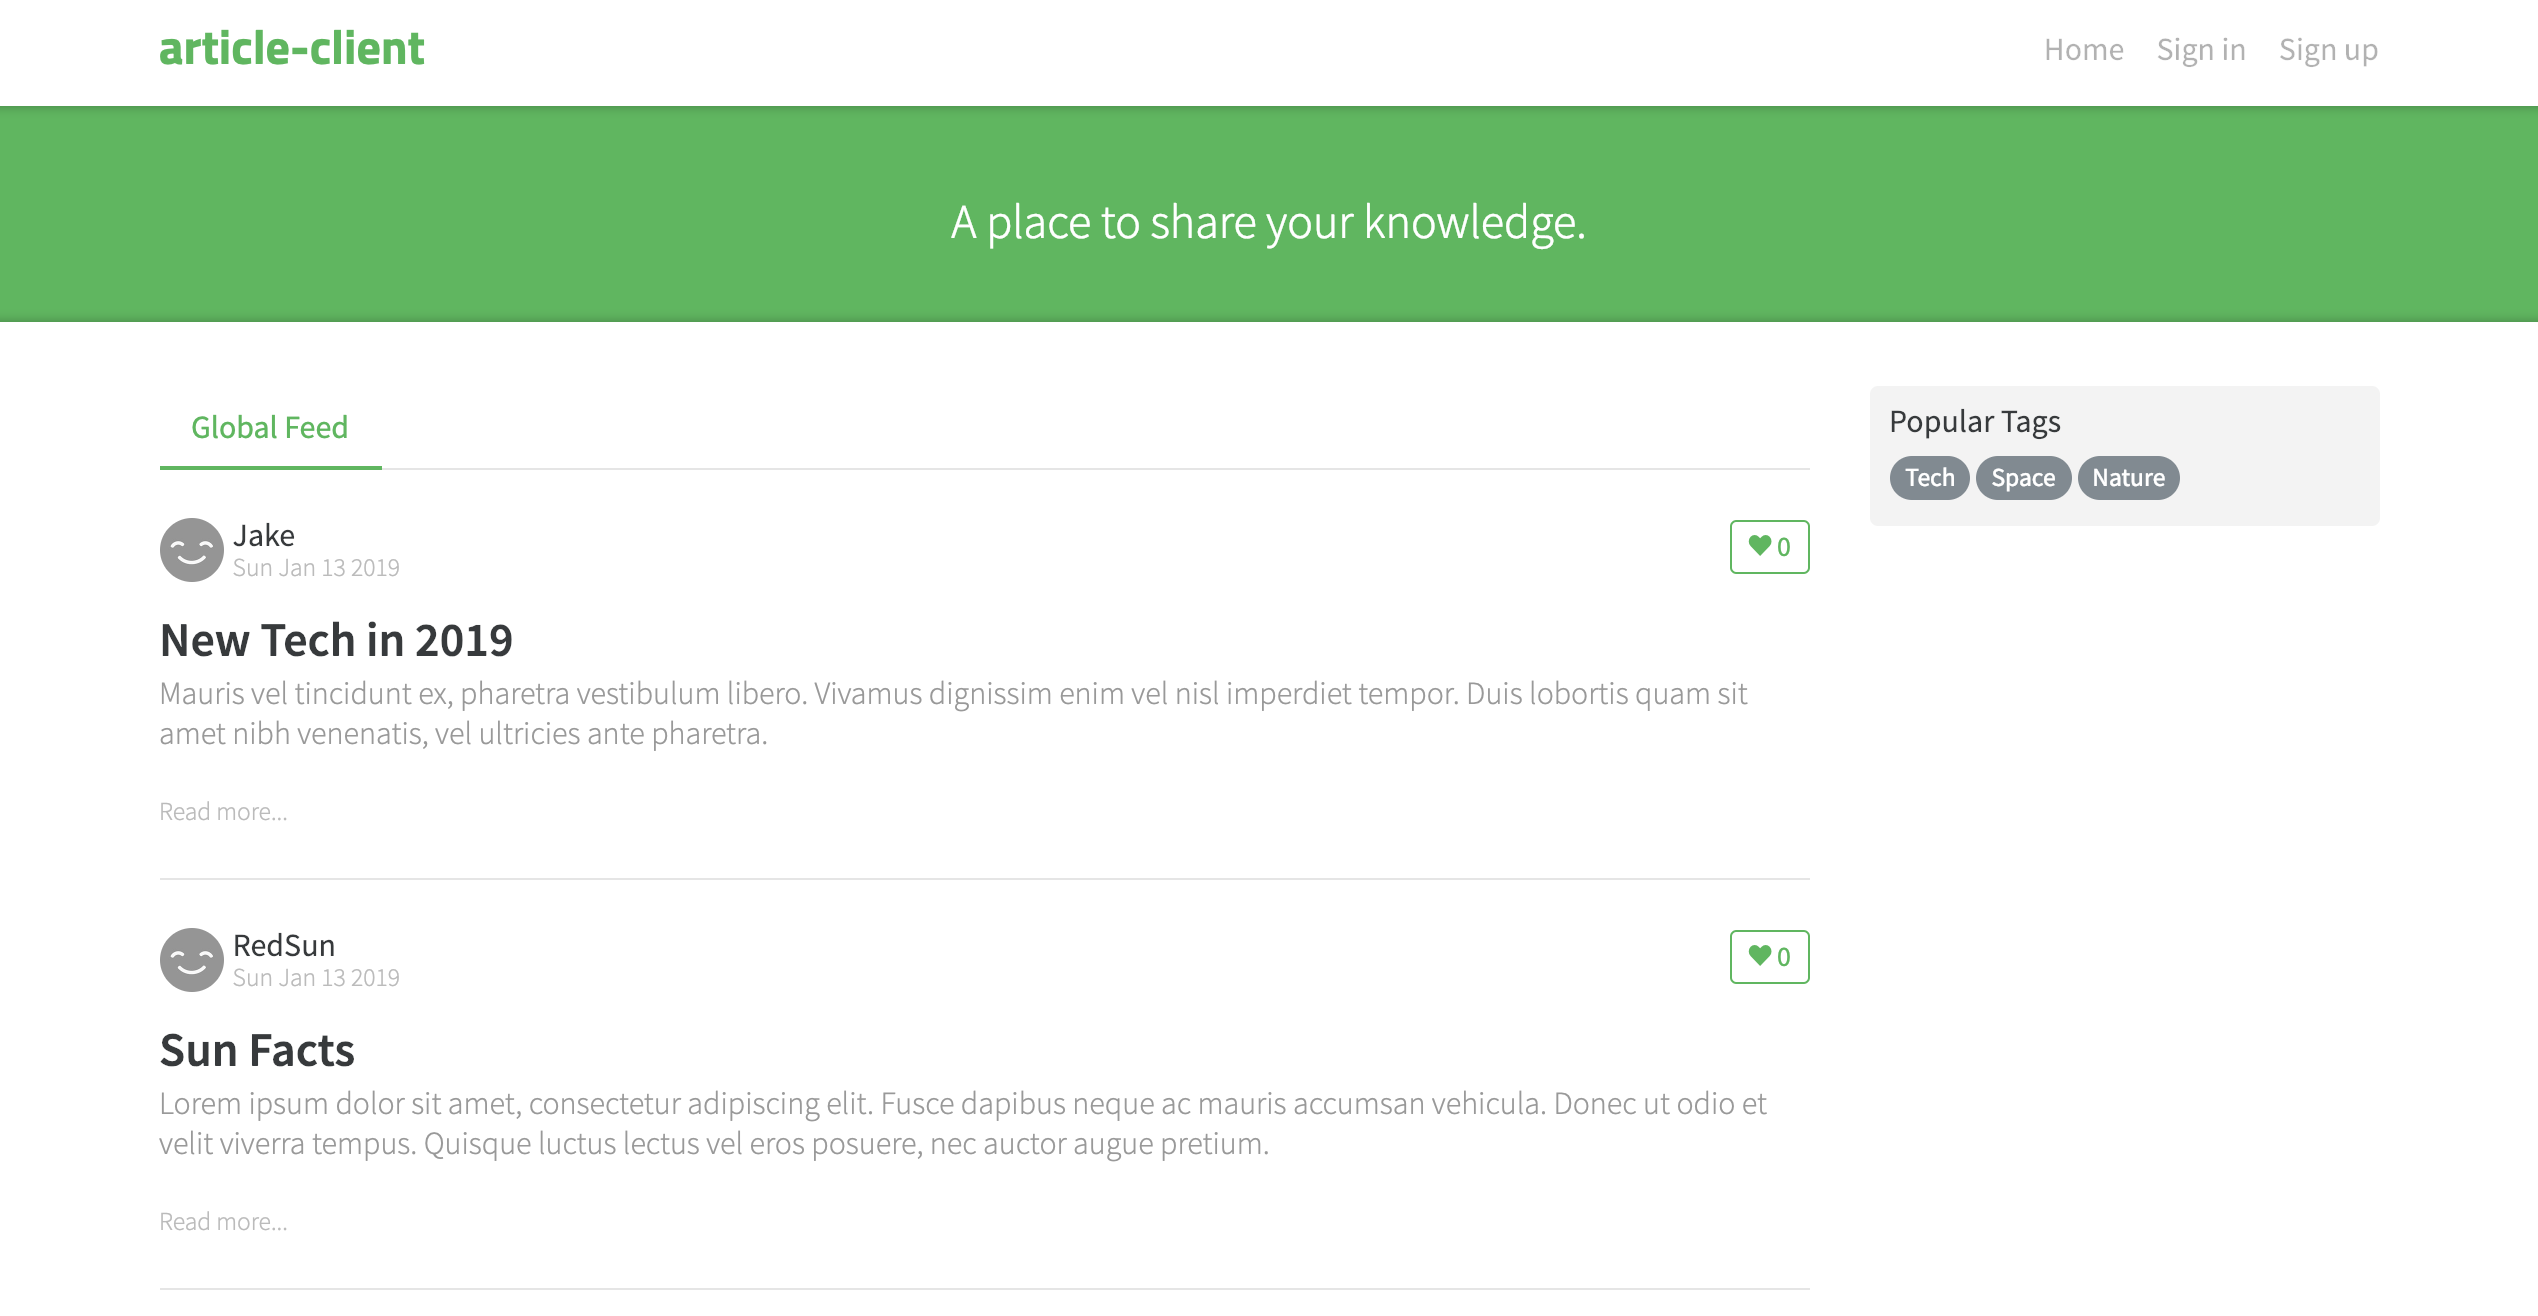 article-client
Home Sign in Sign up
A place to share your knowledge.
Global Feed
Popular Tags
Tech Space Nature
Jake
Sun Jan 13 2019
0
New Tech in 2019
Mauris vel tincidunt ex, pharetra vestibulum libero. Vivamus dignissim enim vel nisl imperdiet tempor. Duis lobortis quam sit
amet nibh venenatis, vel ultricies ante pharetra.
Read more...
RedSun
Sun Jan 13 2019
0
Sun Facts
Lorem ipsum dolor sit amet, consectetur adipiscing elit. Fusce dapibus neque ac mauris accumsan vehicula. Donec ut odio et
velit viverra tempus. Quisque luctus lectus vel eros posuere, nec auctor augue pretium.
Read more...